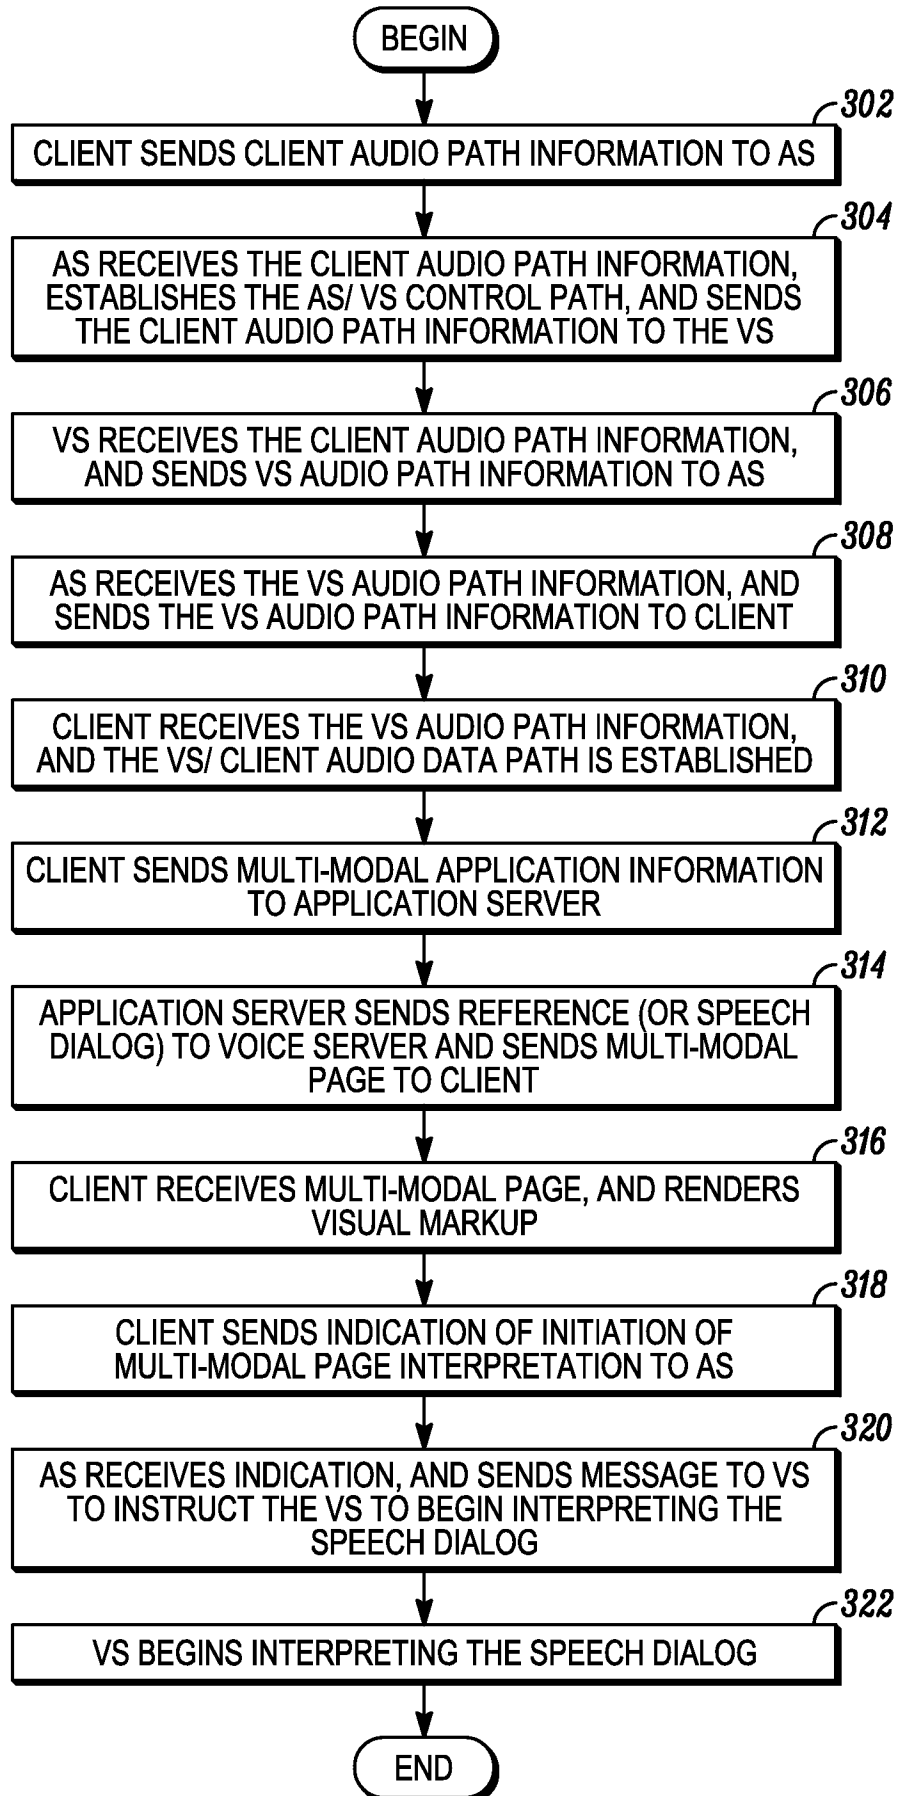 BEGIN
302
CLIENT SENDS CLIENT AUDIO PATH INFORMATION TO AS
304
AS RECEIVES THE CLIENT AUDIO PATH INFORMATION,
ESTABLISHES THE AS/ VS CONTROL PATH, AND SENDS
THE CLIENT AUDIO PATH INFORMATION TO THE VS
306
VS RECEIVES THE CLIENT AUDIO PATH INFORMATION,
AND SENDS VS AUDIO PATH INFORMATION TO AS
308
AS RECEIVES THE VS AUDIO PATH INFORMATION, AND
SENDS THE VS AUDIO PATH INFORMATION TO CLIENT
310
CLIENT RECEIVES THE VS AUDIO PATH INFORMATION,
AND THE VS/ CLIENT AUDIO DATA PATH IS ESTABLISHED
312
CLIENT SENDS MULTI-MODAL APPLICATION INFORMATION
TO APPLICATION SERVER
314
APPLICATION SERVER SENDS REFERENCE (OR SPEECH
DIALOG) TO VOICE SERVER AND SENDS MULTI-MODAL
PAGE TO CLIENT
316
CLIENT RECEIVES MULTI-MODAL PAGE, AND RENDERS
VISUAL MARKUP
318
CLIENT SENDS INDICATION OF INITIATION OF
MULTI-MODAL PAGE INTERPRETATION TO AS
320
AS RECEIVES INDICATION, AND SENDS MESSAGE TO VS
TO INSTRUCT THE VS TO BEGIN INTERPRETING THE
SPEECH DIALOG
322
VS BEGINS INTERPRETING THE SPEECH DIALOG
END